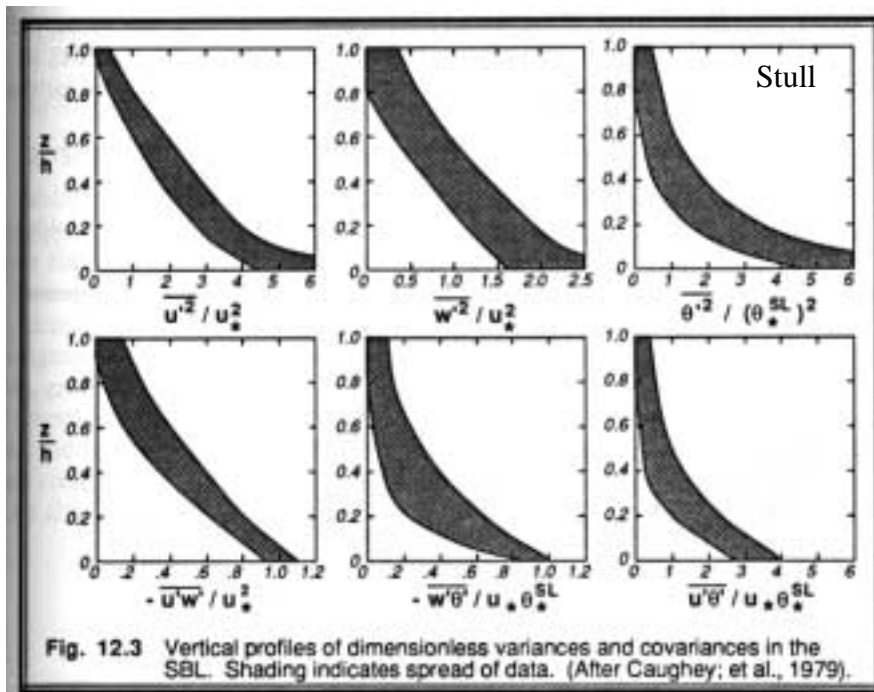 Stull
1.0 1.0 1.0
0.8 0.8 0.8
0.6 0.6 0.6
0.4 0.4 0.4
0.2 0.2 0.2
0 0 0
0 1 2 3 4 5 6 0 0.5 1.0 1.5 2.0 2.5 0 1 2 3 4 5 6
z/h
u'² / u*² w'² / u*² θ'² / (θ*^SL)²
1.0 1.0 1.0
0.8 0.8 0.8
0.6 0.6 0.6
0.4 0.4 0.4
0.2 0.2 0.2
0 0 0
0 .4 .8 1.2 0 .2 .4 .6 .8 1.0 1.2 0 1 2 3 4 5 6
z/h
- u'w' / u*² - w'θ' / u* θ*^SL u'θ' / u* θ*^SL
Fig. 12.3 Vertical profiles of dimensionless variances and covariances in the
SBL. Shading indicates spread of data. (After Caughey; et al., 1979).